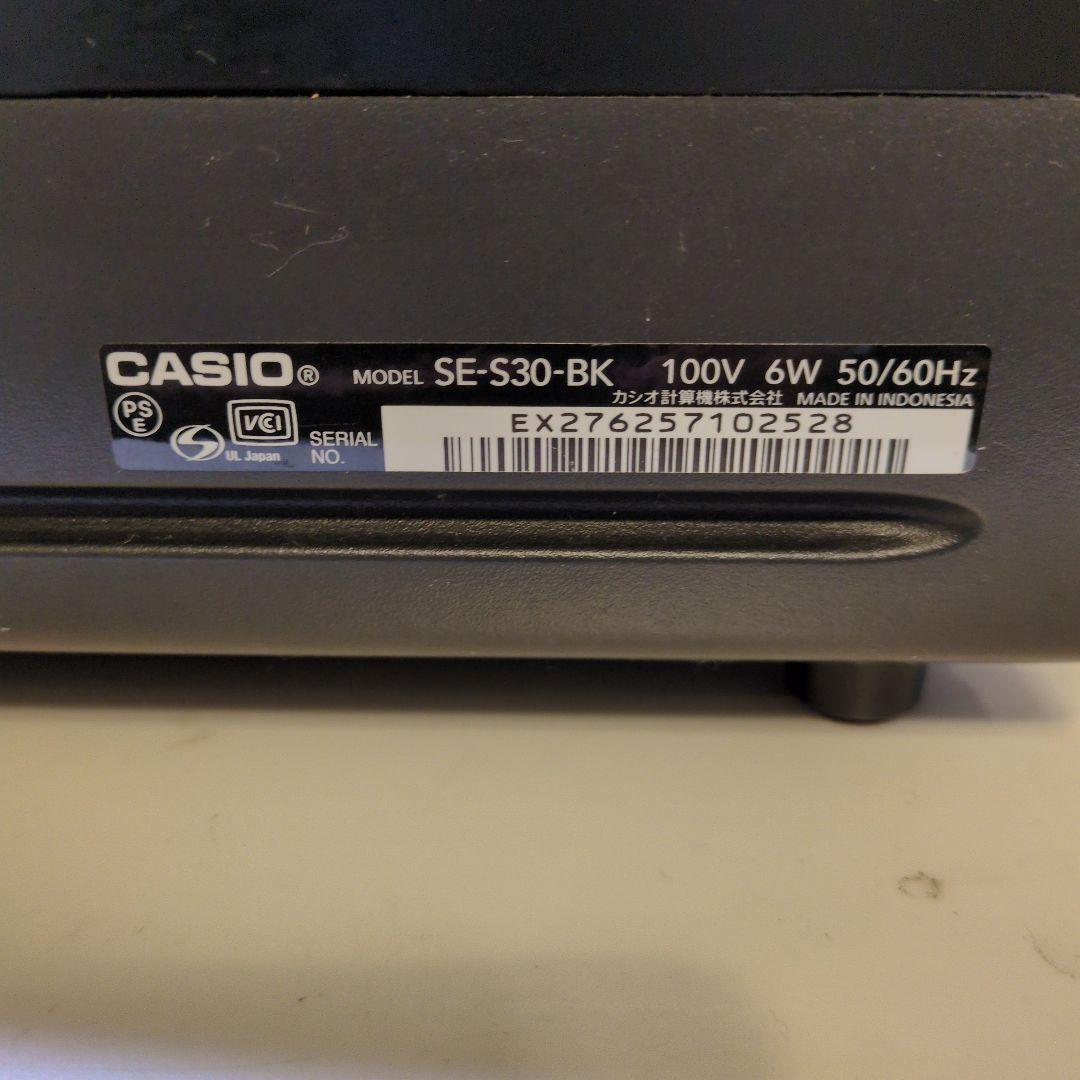 CASIO® MODEL SE-S30-BK 100V 6W 50/60Hz
カシオ計算機株式会社 MADE IN INDONESIA
PS E
VCCI
UL Japan
SERIAL NO.
EX276257102528